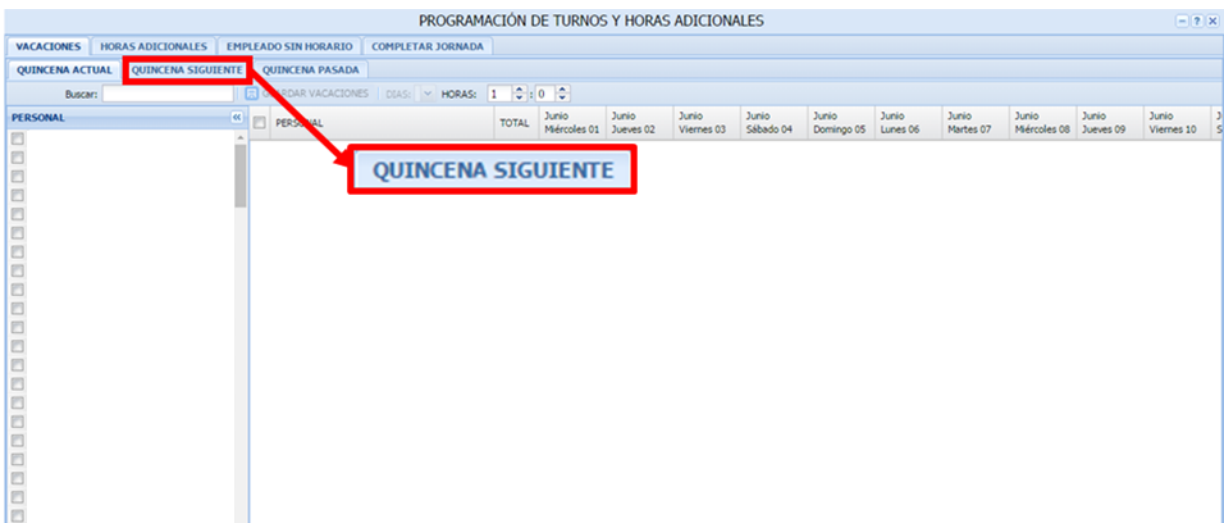 PROGRAMACIÓN DE TURNOS Y HORAS ADICIONALES
VACACIONES HORAS ADICIONALES EMPLEADO SIN HORARIO COMPLETAR JORNADA
QUINCENA ACTUAL QUINCENA SIGUIENTE QUINCENA PASADA
Buscar: GUARDAR VACACIONES DIAS: HORAS: 1 : 0
PERSONAL PERSONAL TOTAL Junio Junio Junio Junio Junio Junio Junio Junio Junio Junio
Miércoles 01 Jueves 02 Viernes 03 Sábado 04 Domingo 05 Lunes 06 Martes 07 Miércoles 08 Jueves 09 Viernes 10
QUINCENA SIGUIENTE